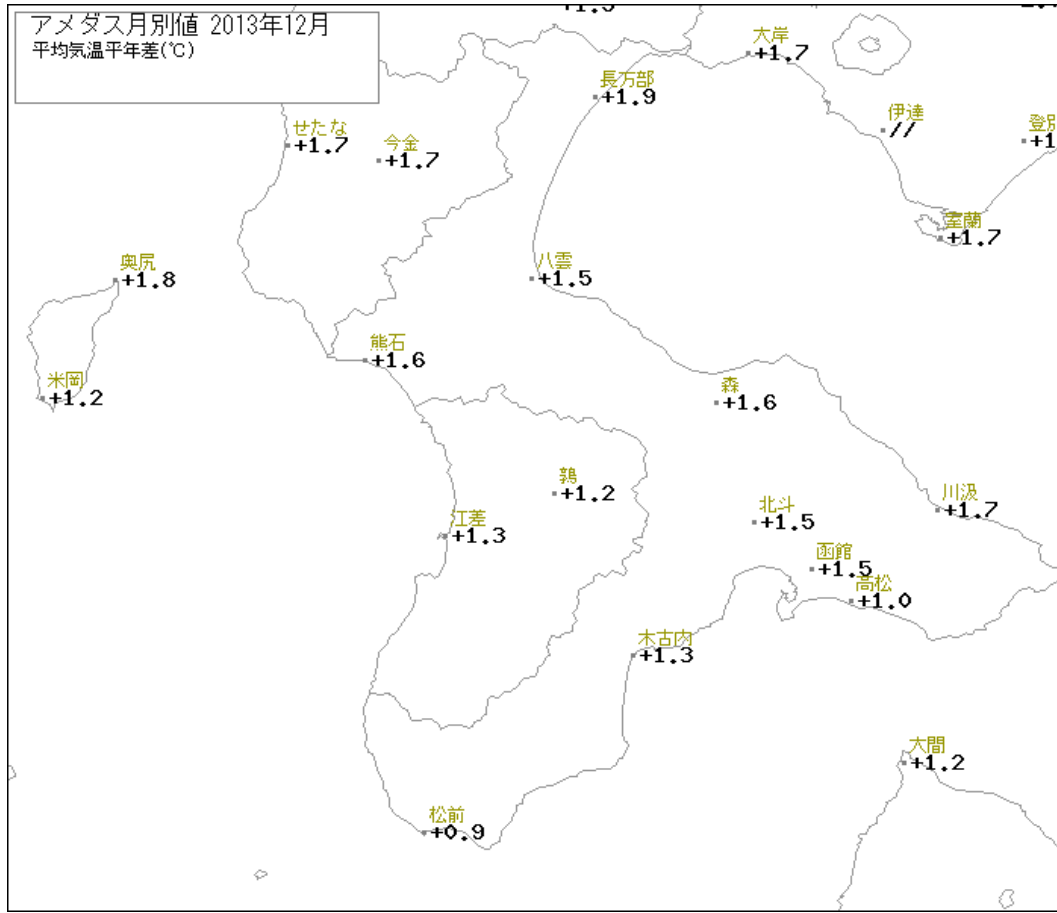 アメダス月別値 2013年12月
平均気温平年差(℃)
大岸
+1.7
長万部
+1.9
伊達
//
せたな
+1.7
今金
+1.7
室蘭
+1.7
奥尻
+1.8
八雲
+1.5
熊石
+1.6
米岡
+1.2
森
+1.6
鶉
+1.2
川汲
+1.7
北斗
+1.5
江差
+1.3
函館
+1.5
高松
+1.0
木古内
+1.3
大間
+1.2
松前
+0.9